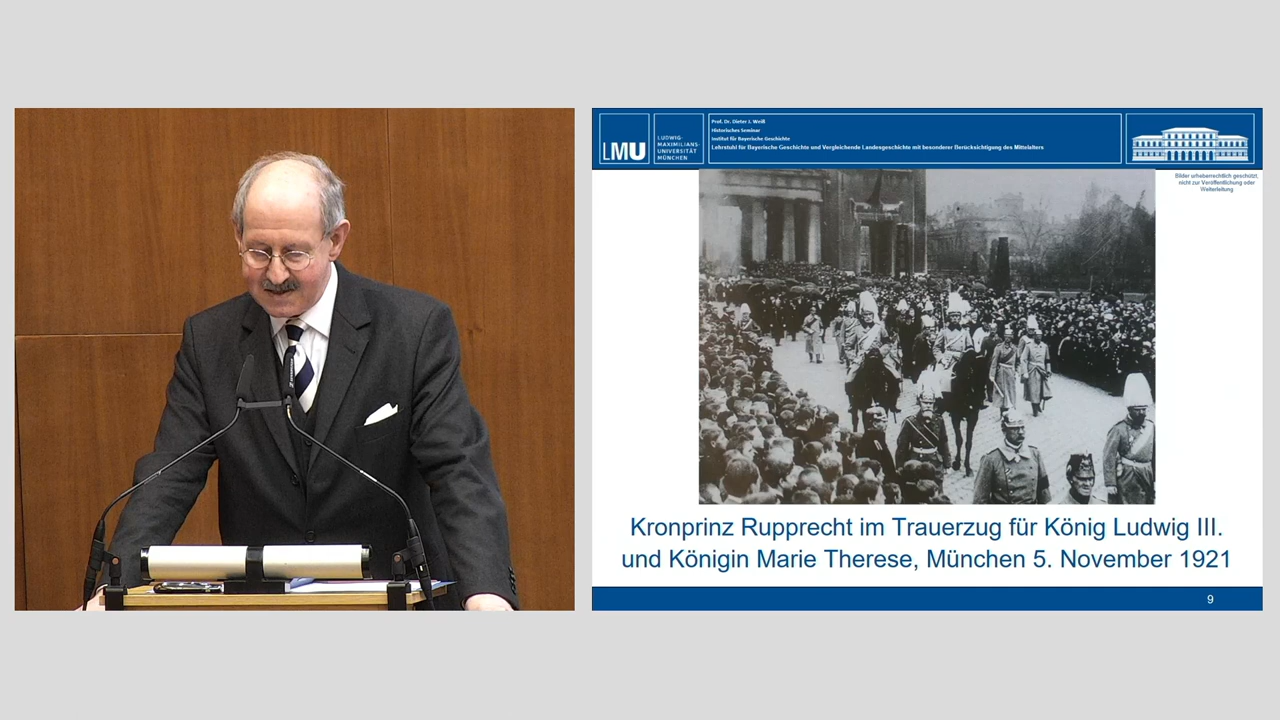 LMU
LUDWIG-
MAXIMILIANS-
UNIVERSITÄT
MÜNCHEN
Prof. Dr. Dieter J. Weiß
Historisches Seminar
Institut für Bayerische Geschichte
Lehrstuhl für Bayerische Geschichte und Vergleichende Landesgeschichte mit besonderer Berücksichtigung des Mittelalters
Bilder urheberrechtlich geschützt,
nicht zur Veröffentlichung oder
Weiterleitung
Kronprinz Rupprecht im Trauerzug für König Ludwig III.
und Königin Marie Therese, München 5. November 1921
9